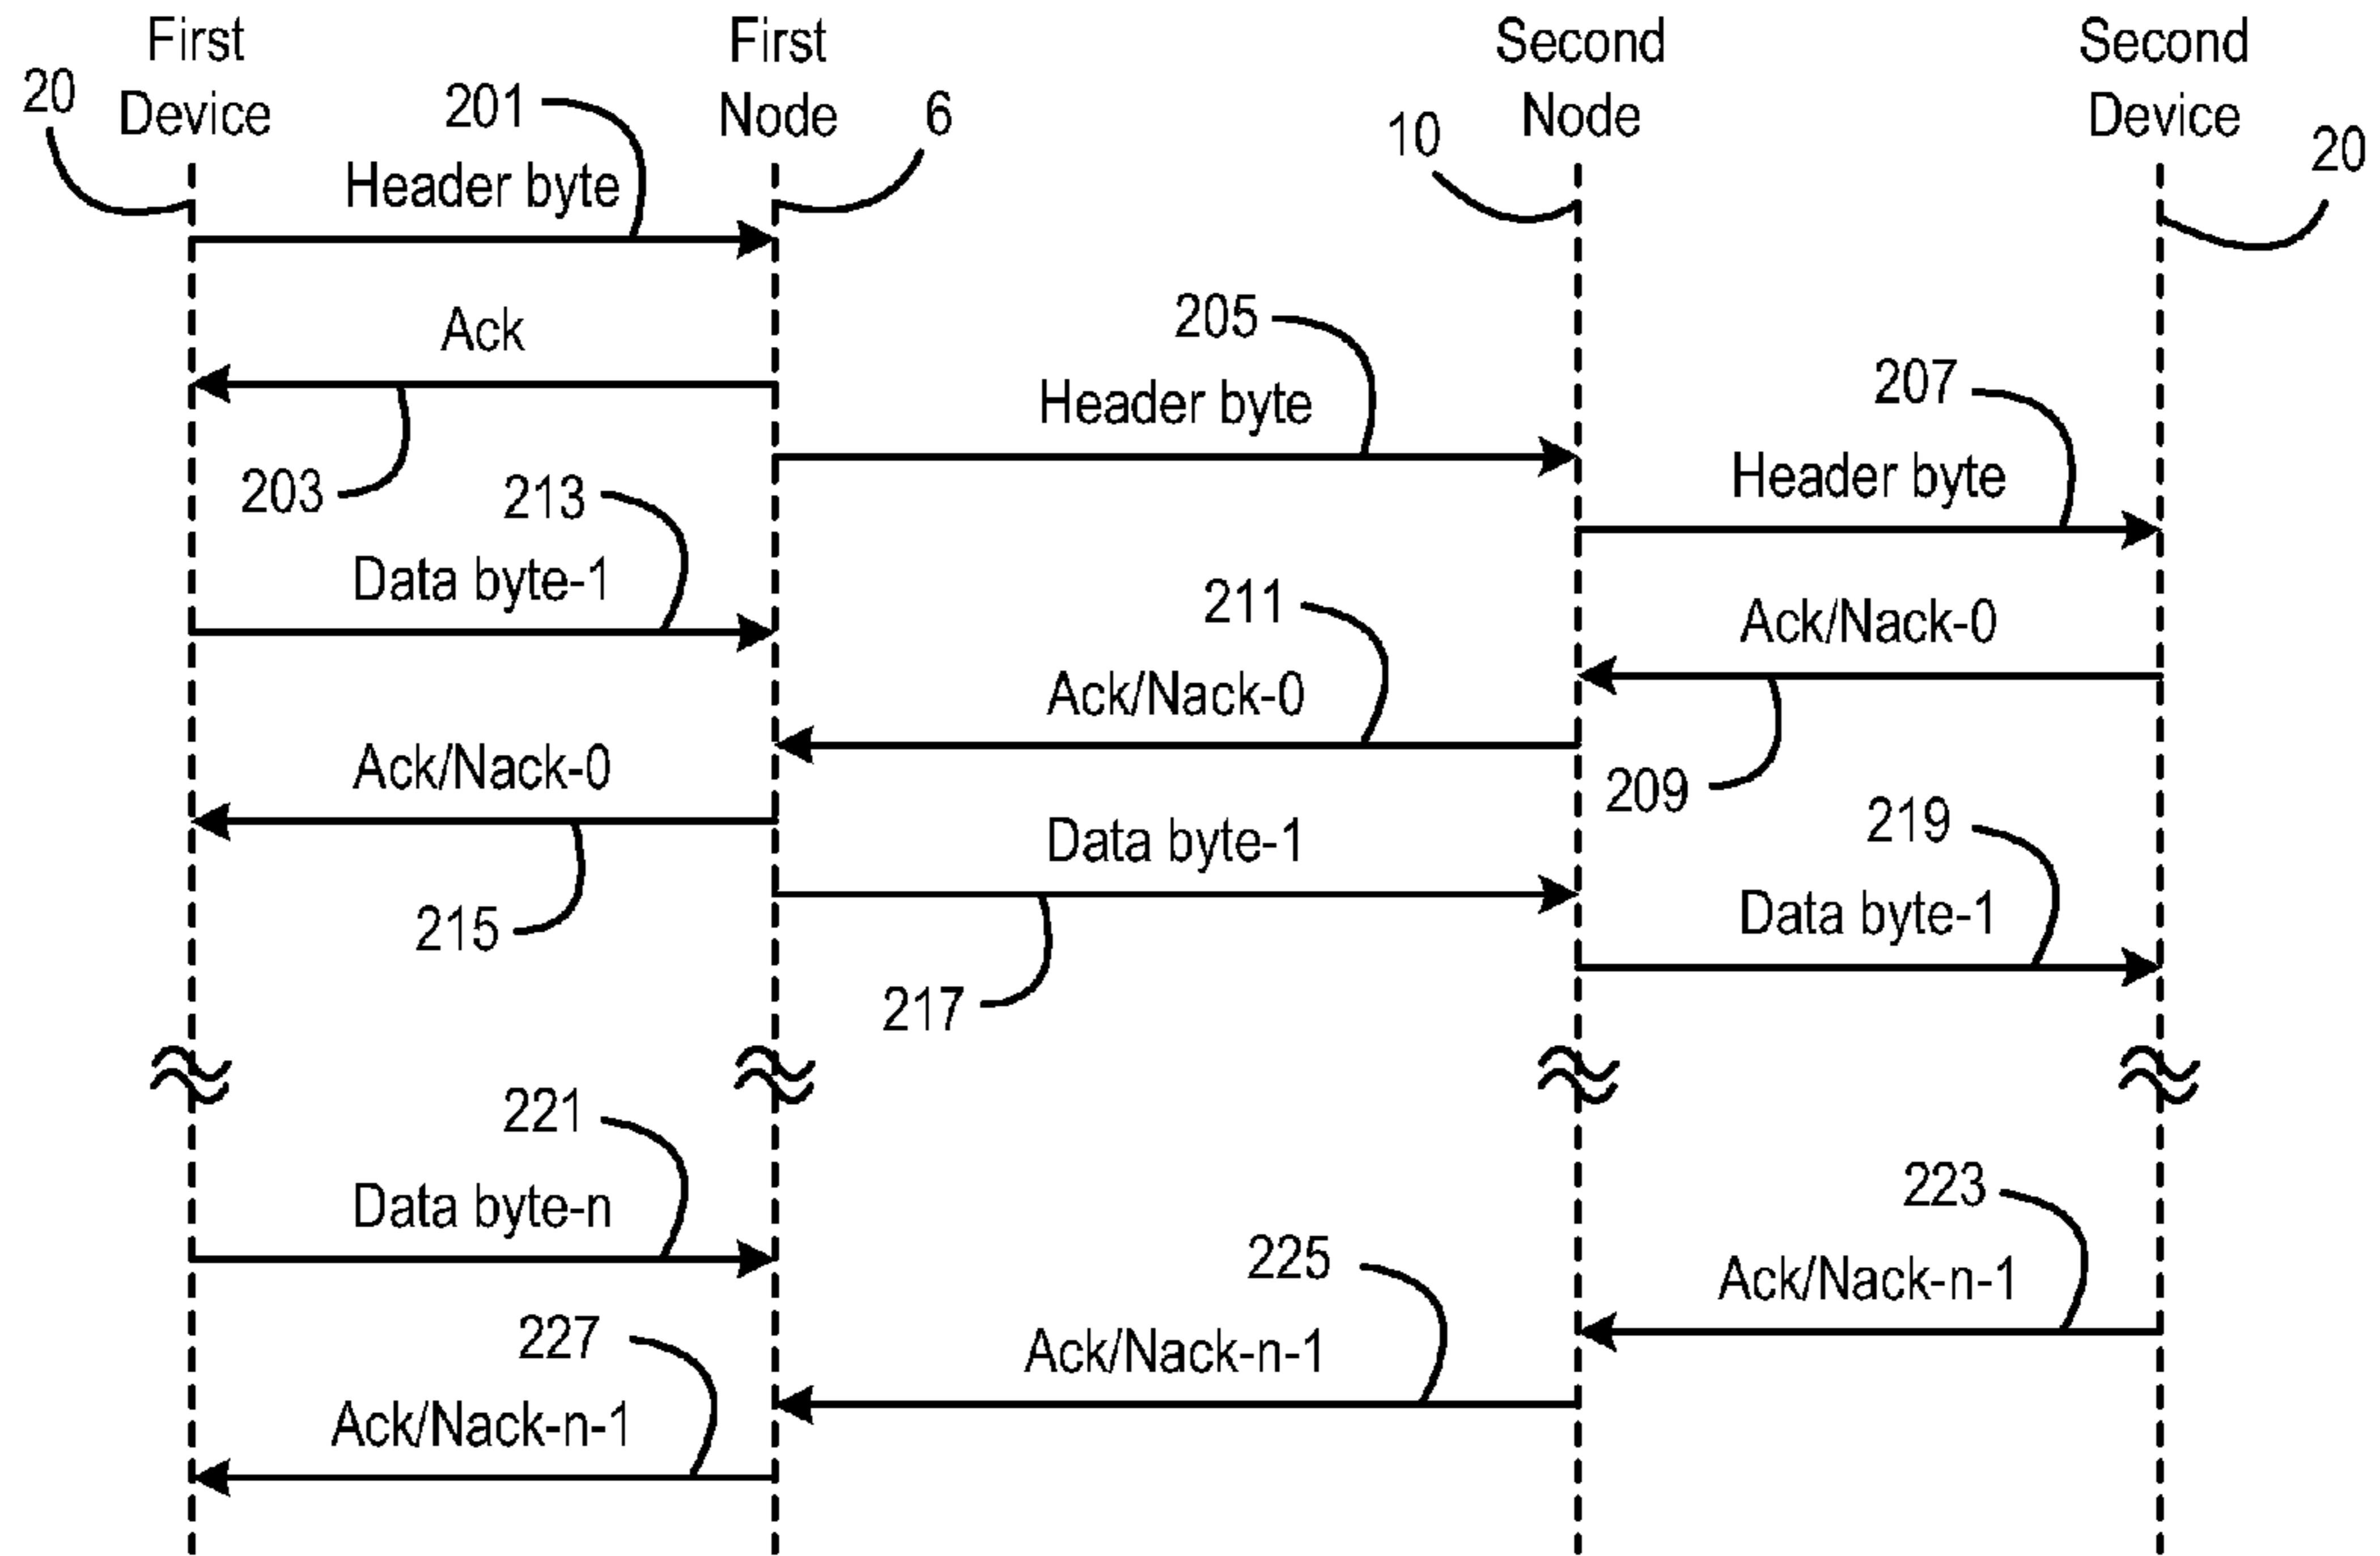 First
Device
First
Node
Second
Node
Second
Device
20
201
6
10
20
Header byte
Ack
205
Header byte
207
203
213
Header byte
Data byte-1
211
Ack/Nack-0
Ack/Nack-0
Ack/Nack-0
209
219
Data byte-1
215
Data byte-1
217
221
223
Data byte-n
225
Ack/Nack-n-1
227
Ack/Nack-n-1
Ack/Nack-n-1